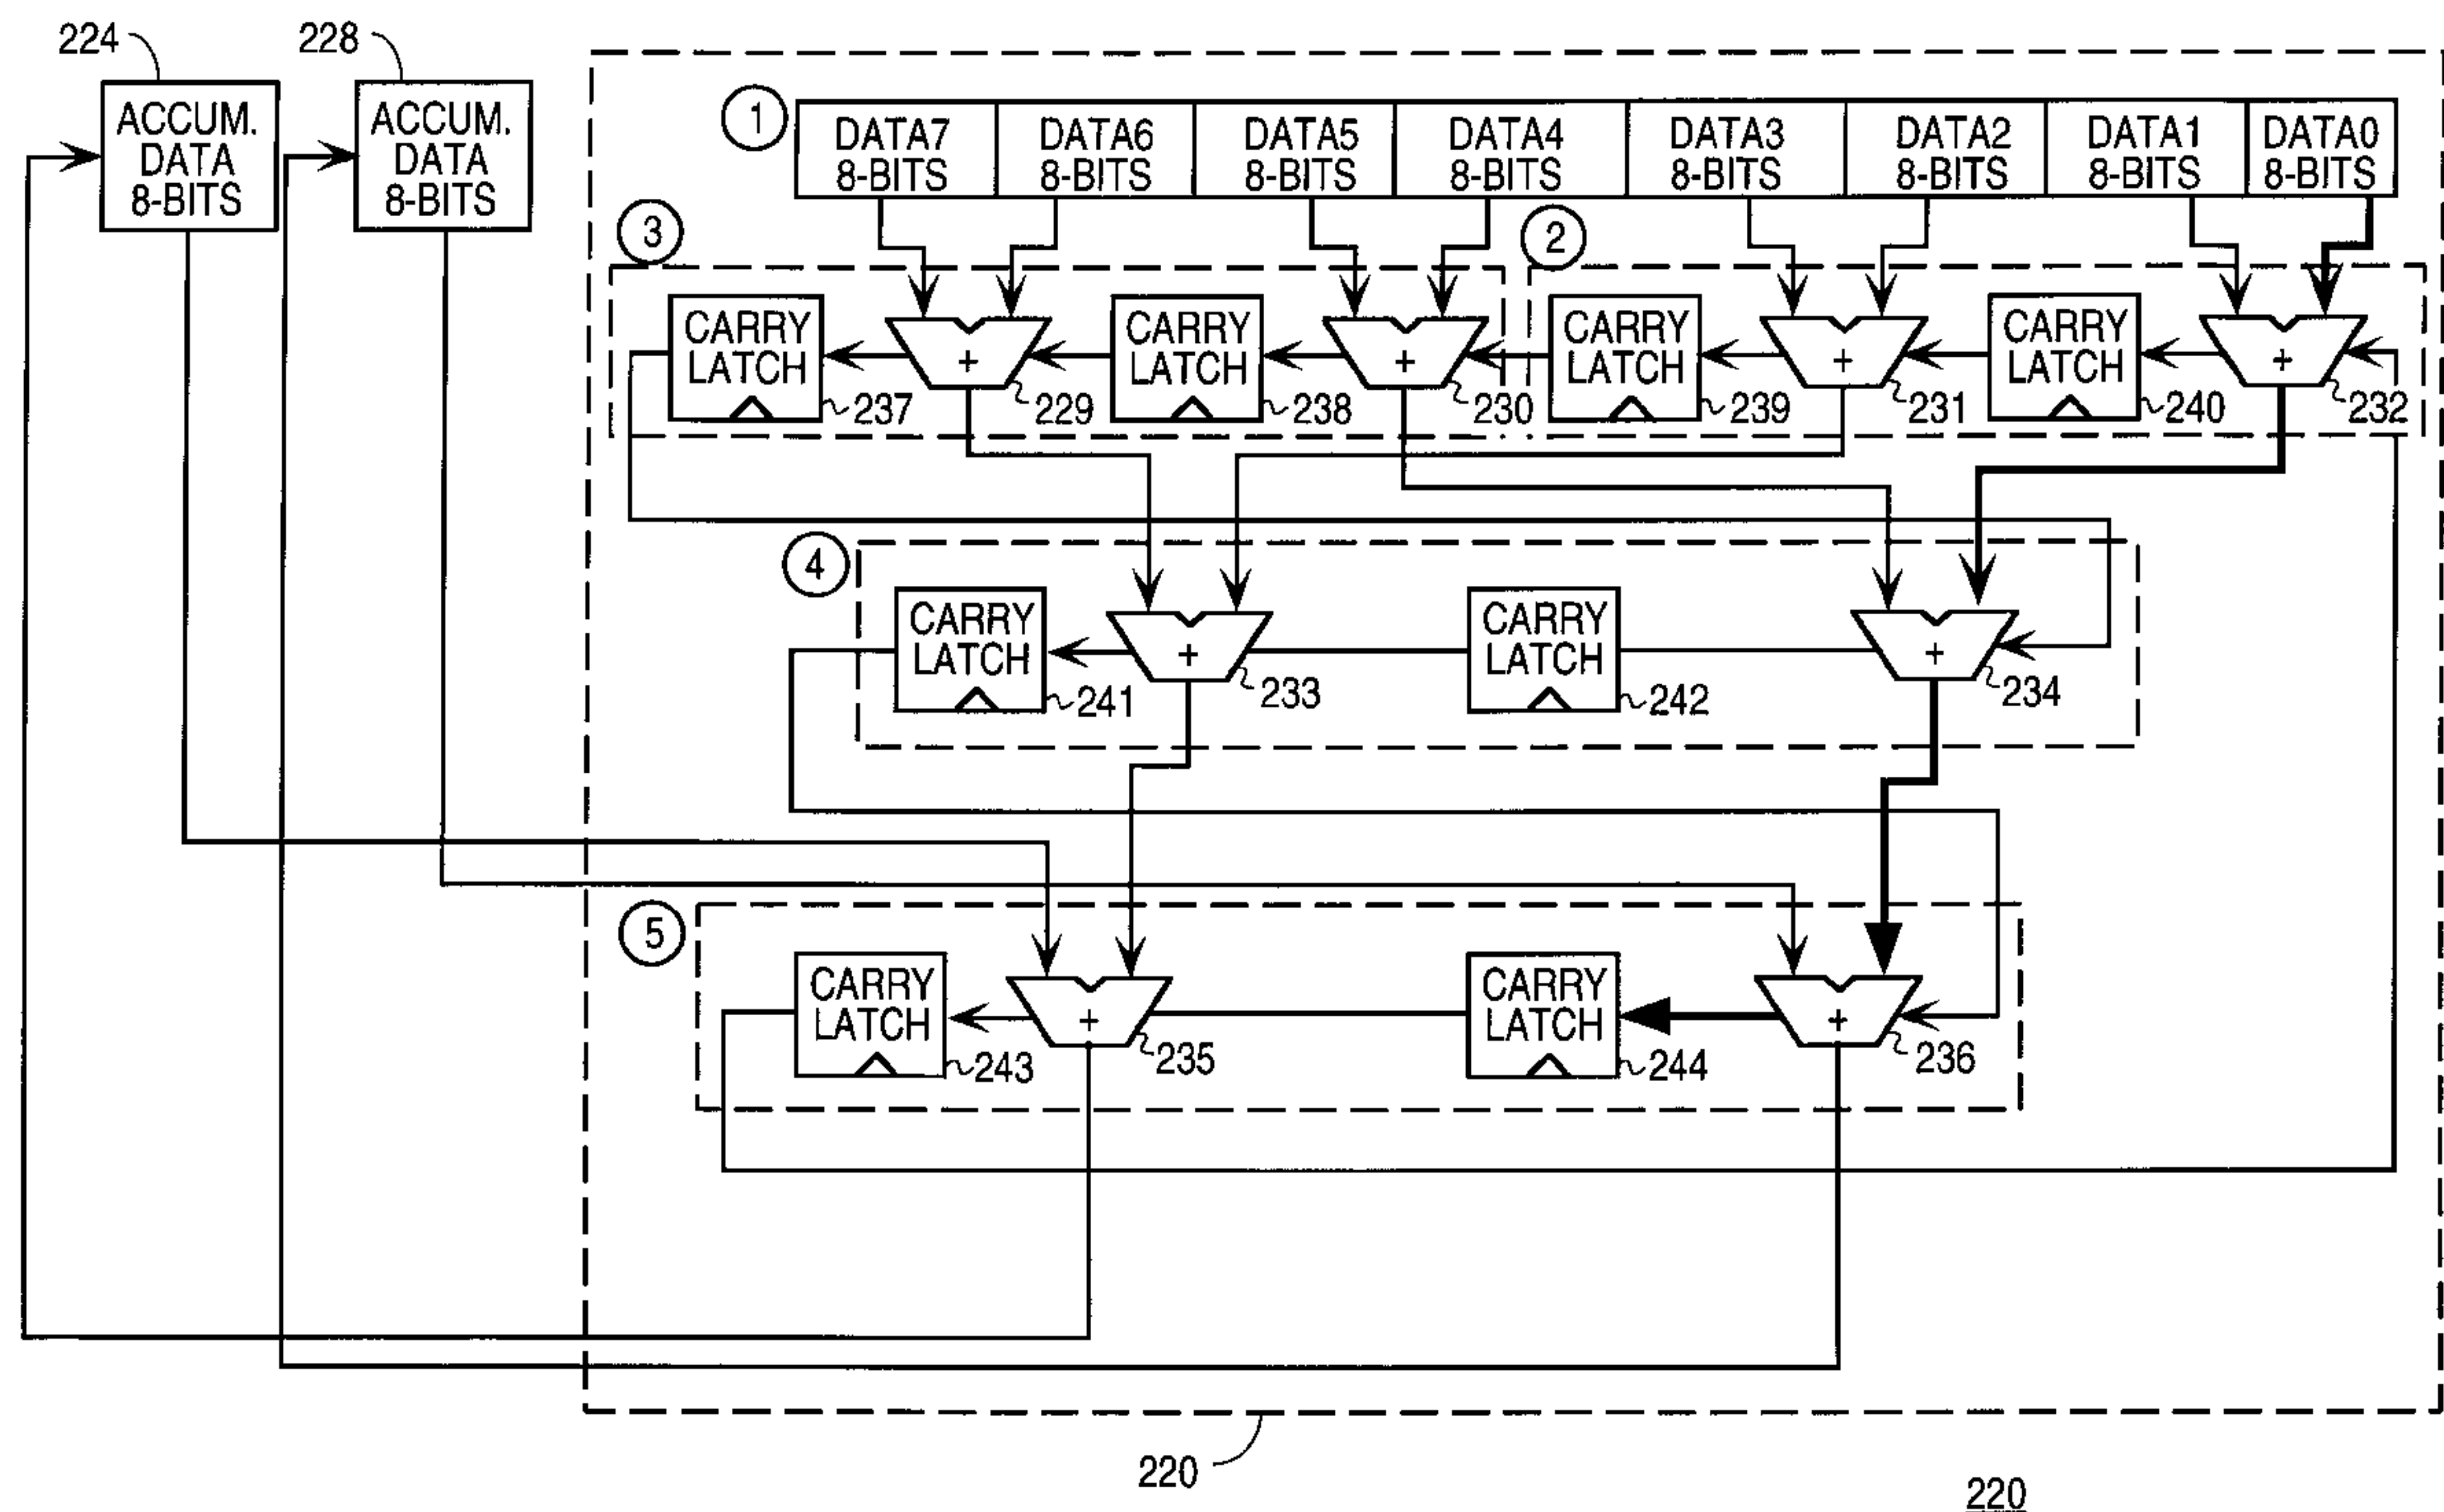 224
228
ACCUM.
DATA
8-BITS
ACCUM.
DATA
8-BITS
1
DATA7
8-BITS
DATA6
8-BITS
DATA5
8-BITS
DATA4
8-BITS
DATA3
8-BITS
DATA2
8-BITS
DATA1
8-BITS
DATA0
8-BITS
3
2
CARRY
LATCH
237
+
229
CARRY
LATCH
238
+
230
CARRY
LATCH
239
+
231
CARRY
LATCH
240
+
232
4
CARRY
LATCH
241
+
233
CARRY
LATCH
242
+
234
5
CARRY
LATCH
243
+
235
CARRY
LATCH
244
+
236
220
220